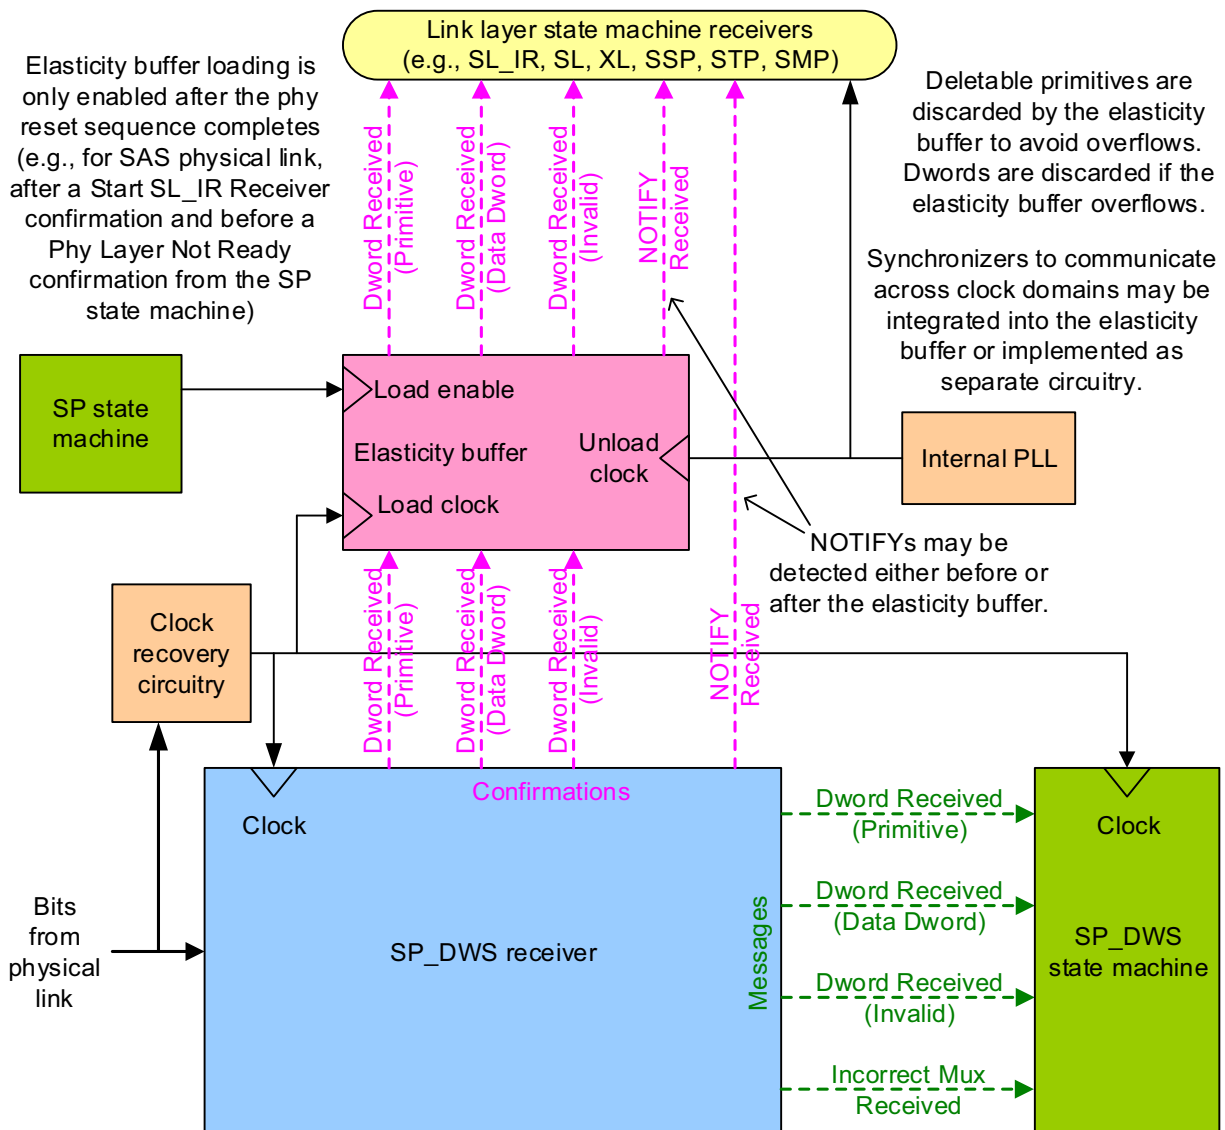 Link layer state machine receivers
(e.g., SL_IR, SL, XL, SSP, STP, SMP)
Elasticity buffer loading is
only enabled after the phy
reset sequence completes
(e.g., for SAS physical link,
after a Start SL_IR Receiver
confirmation and before a
Phy Layer Not Ready
confirmation from the SP
state machine)
Deletable primitives are
discarded by the elasticity
buffer to avoid overflows.
Dwords are discarded if the
elasticity buffer overflows.
Synchronizers to communicate
across clock domains may be
integrated into the elasticity
buffer or implemented as
separate circuitry.
Dword Received
(Primitive)
Dword Received
(Data Dword)
Dword Received
(Invalid)
NOTIFY
Received
SP state
machine
Load enable
Elasticity buffer
Unload
clock
Load clock
Internal PLL
NOTIFYs may be
detected either before or
after the elasticity buffer.
Clock
recovery
circuitry
Dword Received
(Primitive)
Dword Received
(Data Dword)
Dword Received
(Invalid)
NOTIFY
Received
Confirmations
Clock
Bits
from
physical
link
SP_DWS receiver
Messages
Dword Received
(Primitive)
Dword Received
(Data Dword)
Dword Received
(Invalid)
Incorrect Mux
Received
Clock
SP_DWS
state machine